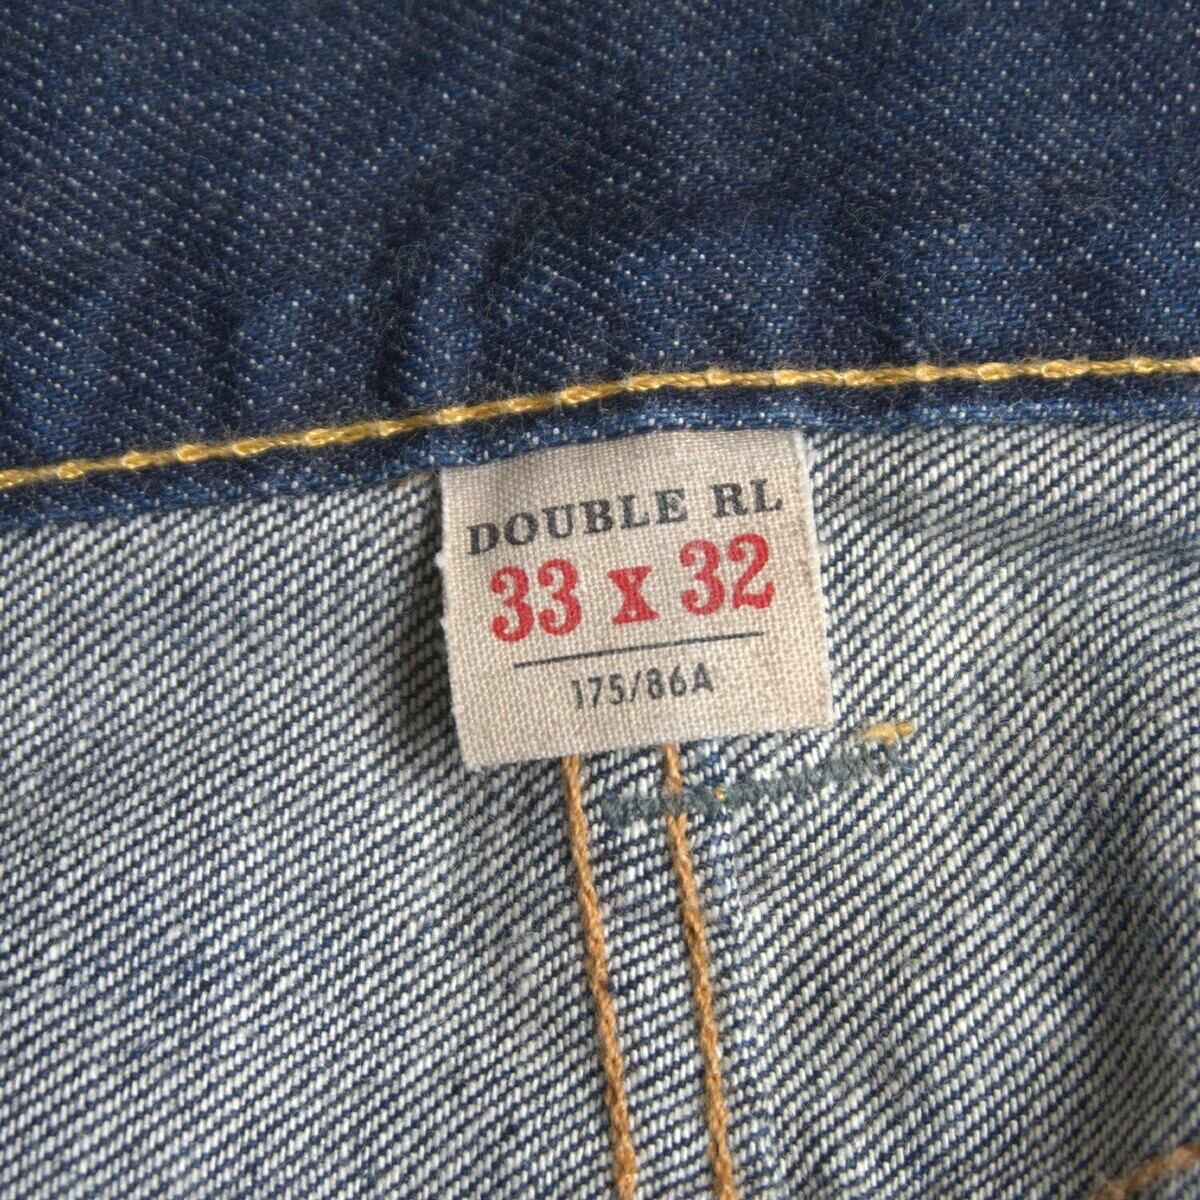 DOUBLE RL
33 x 32
175/86A